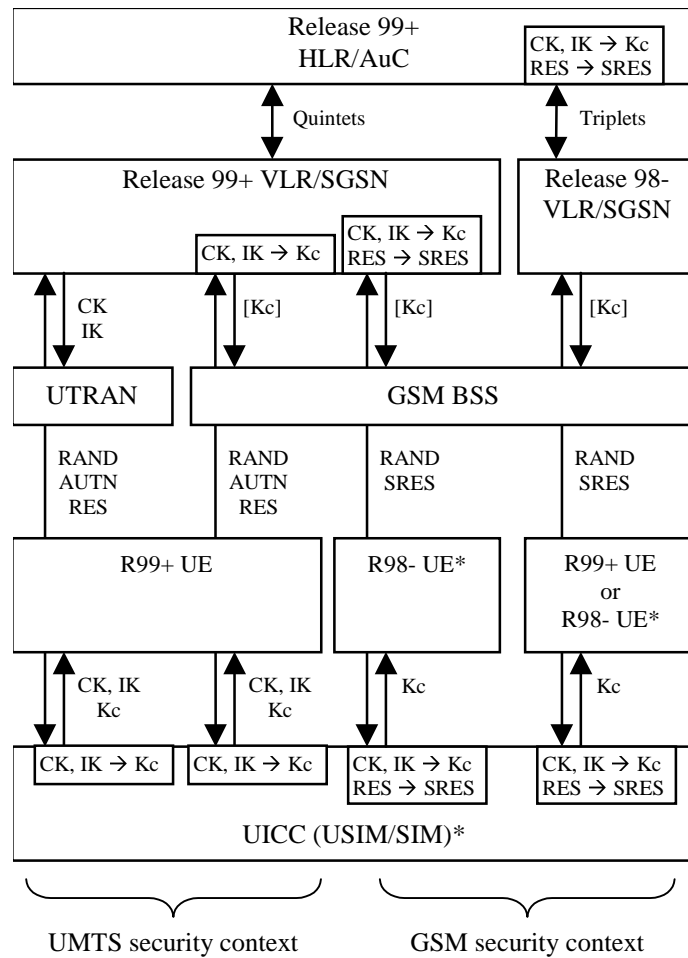 Release 99+
HLR/AuC
CK, IK → Kc
RES → SRES
Quintets
Triplets
Release 99+ VLR/SGSN
Release 98-
VLR/SGSN
CK, IK → Kc
CK, IK → Kc
RES → SRES
CK
IK
[Kc]
[Kc]
[Kc]
UTRAN
GSM BSS
RAND
AUTN
RES
RAND
AUTN
RES
RAND
SRES
RAND
SRES
R99+ UE
R98- UE*
R99+ UE
or
R98- UE*
CK, IK
Kc
CK, IK
Kc
Kc
Kc
CK, IK → Kc
CK, IK → Kc
CK, IK → Kc
RES → SRES
CK, IK → Kc
RES → SRES
UICC (USIM/SIM)*
UMTS security context
GSM security context